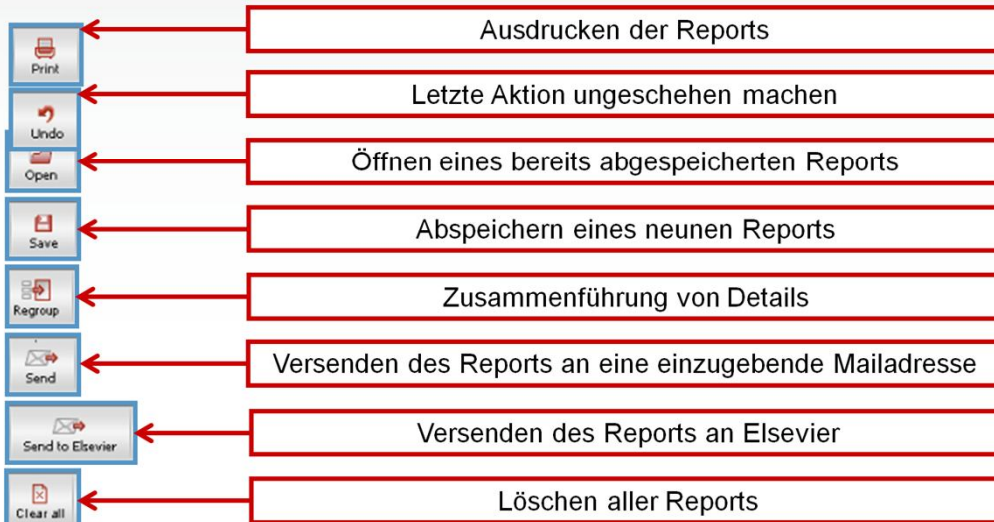 Print
Ausdrucken der Reports
Undo
Letzte Aktion ungeschehen machen
Open
Öffnen eines bereits abgespeicherten Reports
Save
Abspeichern eines neunen Reports
Regroup
Zusammenführung von Details
Send
Versenden des Reports an eine einzugebende Mailadresse
Send to Elsevier
Versenden des Reports an Elsevier
Clear all
Löschen aller Reports